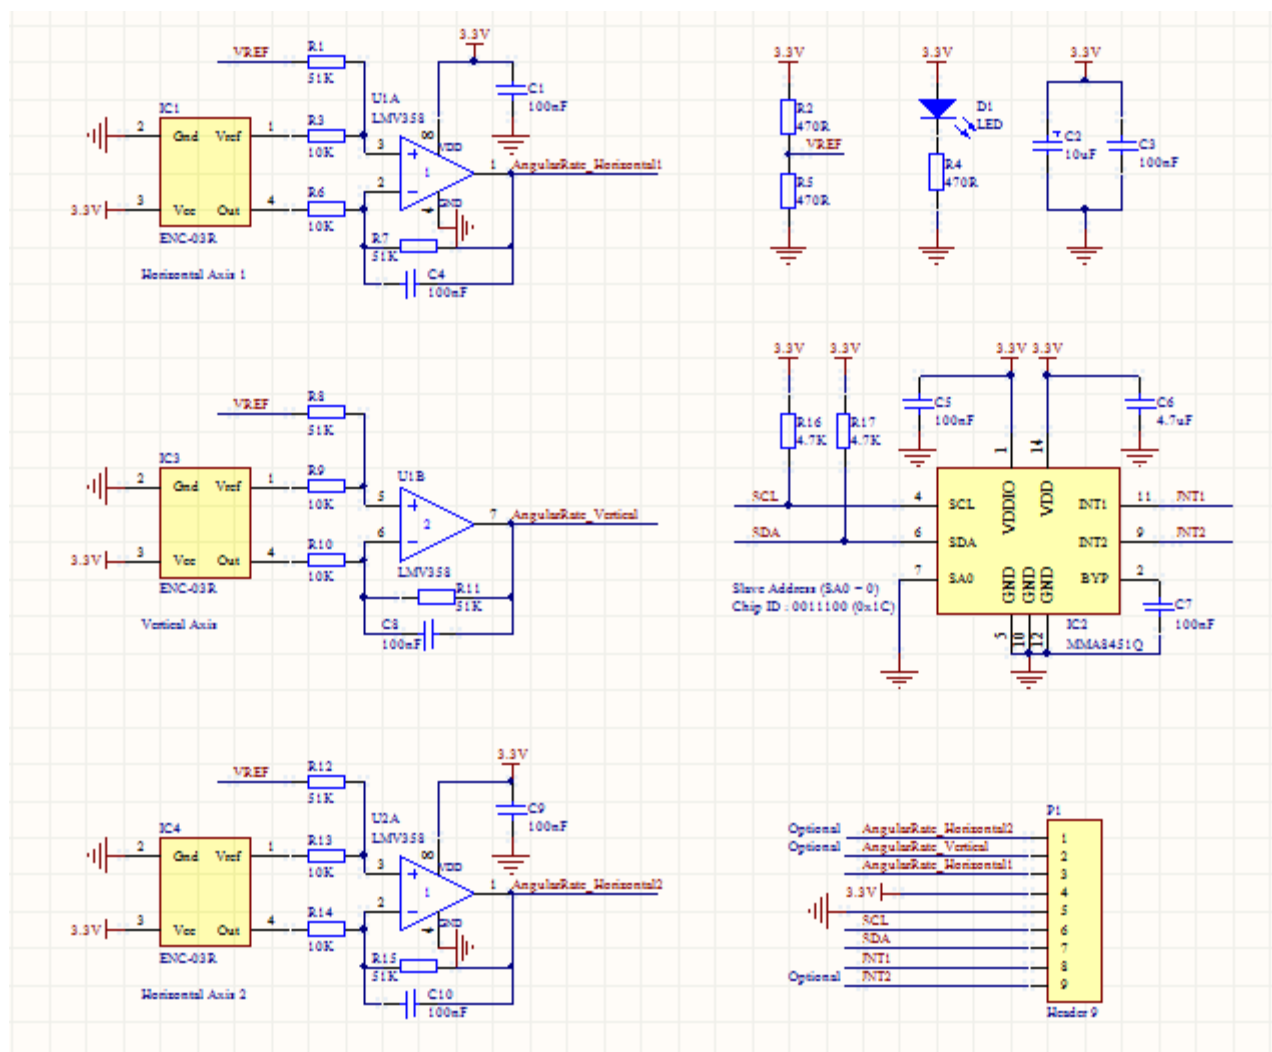 VREF
R1
51K
3.3V
C1
100nF
IC1
U1A
LMV358
2
Gnd
Vref
1
R3
10K
3
8
VDD
1
1
AngularRate_Horizontal1
R6
2
3.3V
3
Vcc
Out
4
10K
4
GND
ENC-03R
R7
51K
Horizontal Axis 1
C4
100nF
3.3V
3.3V
3.3V
R2
470R
D1
LED
VREF
C2
10uF
C3
100nF
R5
470R
R4
470R
VREF
R8
51K
IC3
U1B
2
Gnd
Vref
1
R9
10K
5
2
7
AngularRate_Vertical
R10
6
3.3V
3
Vcc
Out
4
10K
LMV358
ENC-03R
R11
51K
Vertical Axis
C8
100nF
3.3V
3.3V
3.3V
3.3V
R16
4.7K
R17
4.7K
C5
100nF
C6
4.7uF
1
14
SCL
4
SCL
VDDIO
VDD
INT1
11
INT1
SDA
6
SDA
INT2
9
INT2
7
SA0
GND
GND
GND
BYP
2
Slave Address (SA0 = 0)
Chip ID : 0011100 (0x1C)
C7
100nF
5
10
12
IC2
MMA8451Q
VREF
R12
51K
3.3V
C9
100nF
IC4
U2A
LMV358
2
Gnd
Vref
1
R13
10K
3
8
VDD
1
1
AngularRate_Horizontal2
R14
2
3.3V
3
Vcc
Out
4
10K
4
GND
ENC-03R
R15
51K
Horizontal Axis 2
C10
100nF
P1
Optional AngularRate_Horizontal2 1
Optional AngularRate_Vertical 2
AngularRate_Horizontal1 3
3.3V 4
5
SCL 6
SDA 7
INT1 8
Optional INT2 9
Header 9